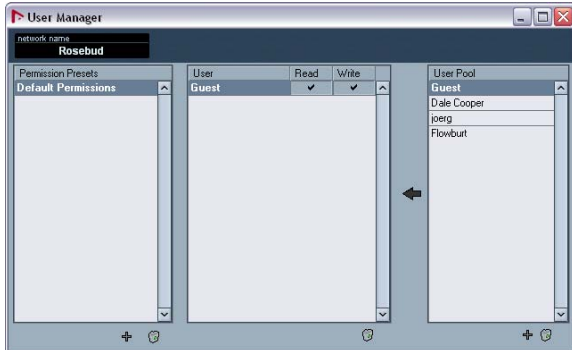 User Manager
network name
Rosebud
Permission Presets
Default Permissions
User Read Write
Guest
User Pool
Guest
Dale Cooper
joerg
Flowburt